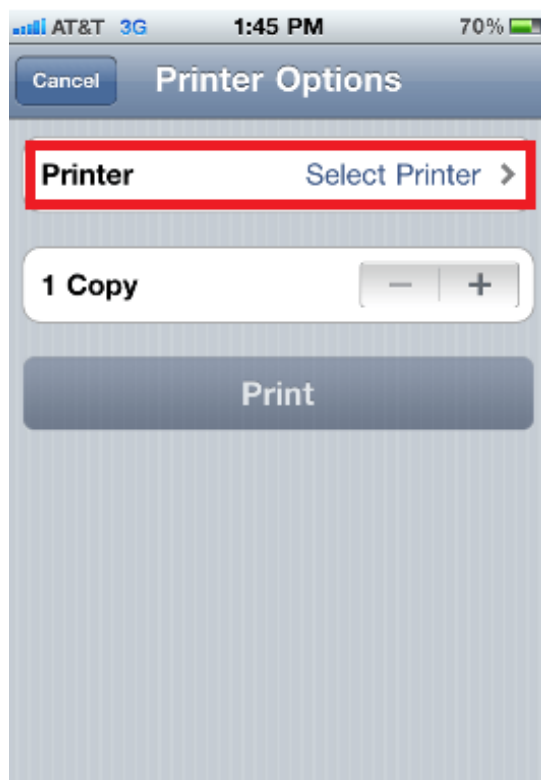 AT&T 3G 1:45 PM 70%
Cancel Printer Options
Printer Select Printer >
1 Copy − +
Print